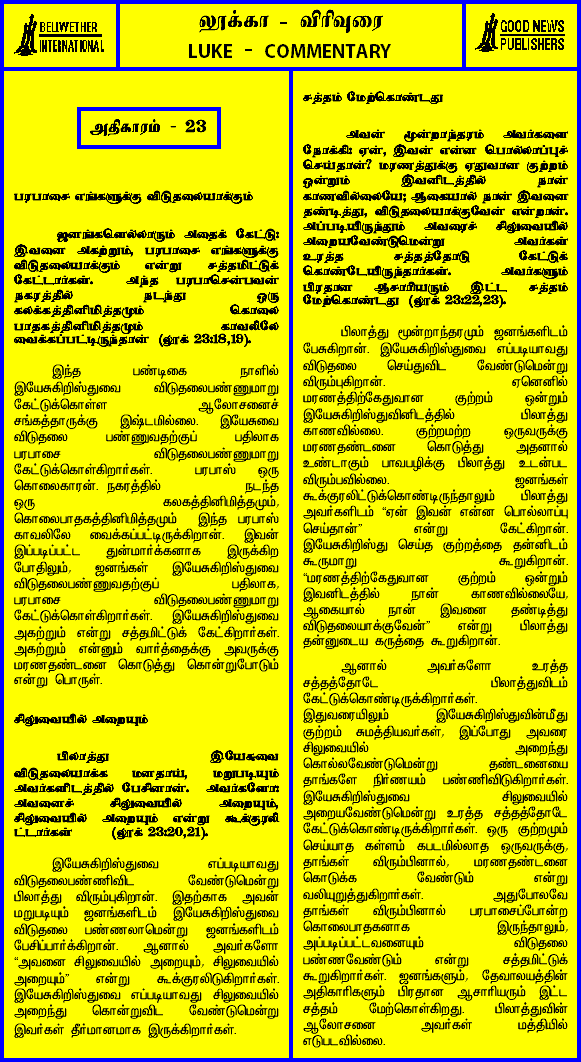 BELLWETHER
INTERNATIONAL
லூக்கா - விரிவுரை
LUKE - COMMENTARY
GOOD NEWS
PUBLISHERS
அதிகாரம் - 23
பரபாசை எங்களுக்கு விடுதலையாக்கும்
ஜனங்களெல்லாரும் அதைக் கேட்டு:
இவனை அகற்றும், பரபாசை எங்களுக்கு
விடுதலையாக்கும் என்று சத்தமிட்டுக்
கேட்டார்கள். அந்த பரபாசென்பவன்
நகரத்தில் நடந்து ஒரு
கலக்கத்தினிமித்தமும் கொலை
பாதகத்தினிமித்தமும் காவலிலே
வைக்கப்பட்டிருந்தான் (லூக் 23:18,19).
இந்த பண்டிகை நாளில்
இயேசுகிறிஸ்துவை விடுதலைபண்ணுமாறு
கேட்டுக்கொள்ள ஆலோசனைச்
சங்கத்தாருக்கு இஷ்டமில்லை. இயேசுவை
விடுதலை பண்ணுவதற்குப் பதிலாக
பரபாசை விடுதலைபண்ணுமாறு
கேட்டுக்கொள்கிறார்கள். பரபாஸ் ஒரு
கொலைகாரன். நகரத்தில் நடந்த
ஒரு கலகத்தினிமித்தமும்,
கொலைபாதகத்தினிமித்தமும் இந்த பரபாஸ்
காவலிலே வைக்கப்பட்டிருக்கிறான். இவன்
இப்படிப்பட்ட துன்மார்க்கனாக இருக்கிற
போதிலும், ஜனங்கள் இயேசுகிறிஸ்துவை
விடுதலைபண்ணுவதற்குப் பதிலாக,
பரபாசை விடுதலைபண்ணுமாறு
கேட்டுக்கொள்கிறார்கள். இயேசுகிறிஸ்துவை
அகற்றும் என்று சத்தமிட்டுக் கேட்கிறார்கள்.
அகற்றும் என்னும் வார்த்தைக்கு அவருக்கு
மரணதண்டனை கொடுத்து கொன்றுபோடும்
என்று பொருள்.
சிலுவையில் அறையும்
பிலாத்து இயேசுவை
விடுதலையாக்க மனதாய், மறுபடியும்
அவர்களிடத்தில் பேசினான். அவர்களோ:
அவனைச் சிலுவையில் அறையும்,
சிலுவையில் அறையும் என்று கூக்குரலி
ட்டார்கள் (லூக் 23:20,21).
இயேசுகிறிஸ்துவை எப்படியாவது
விடுதலைபண்ணிவிட வேண்டுமென்று
பிலாத்து விரும்புகிறான். இதற்காக அவன்
மறுபடியும் ஜனங்களிடம் இயேசுகிறிஸ்துவை
விடுதலை பண்ணலாமென்று ஜனங்களிடம்
பேசிப்பார்க்கிறான். ஆனால் அவர்களோ
“அவனை சிலுவையில் அறையும், சிலுவையில்
அறையும்” என்று கூக்குரலிடுகிறார்கள்.
இயேசுகிறிஸ்துவை எப்படியாவது சிலுவையில்
அறைந்து கொன்றுவிட வேண்டுமென்று
இவர்கள் தீர்மானமாக இருக்கிறார்கள்.
சத்தம் மேற்கொண்டது
அவன் மூன்றாந்தரம் அவர்களை
நோக்கி: ஏன், இவன் என்ன பொல்லாப்புச்
செய்தான்? மரணத்துக்கு ஏதுவான குற்றம்
ஒன்றும் இவனிடத்தில் நான்
காணவில்லையே; ஆகையால் நான் இவனை
தண்டித்து, விடுதலையாக்குவேன் என்றான்.
அப்படியிருந்தும் அவரைச் சிலுவையில்
அறையவேண்டுமென்று அவர்கள்
உரத்த சத்தத்தோடு கேட்டுக்
கொண்டேயிருந்தார்கள். அவர்களும்
பிரதான ஆசாரியரும் இட்ட சத்தம்
மேற்கொண்டது (லூக் 23:22,23).
பிலாத்து மூன்றாந்தரமும் ஜனங்களிடம்
பேசுகிறான். இயேசுகிறிஸ்துவை எப்படியாவது
விடுதலை செய்துவிட வேண்டுமென்று
விரும்புகிறான். ஏனெனில்
மரணத்திற்கேதுவான குற்றம் ஒன்றும்
இயேசுகிறிஸ்துவினிடத்தில் பிலாத்து
காணவில்லை. குற்றமற்ற ஒருவருக்கு
மரணதண்டனை கொடுத்து அதனால்
உண்டாகும் பாவபழிக்கு பிலாத்து உடன்பட
விரும்பவில்லை. ஜனங்கள்
கூக்குரலிட்டுக்கொண்டிருந்தாலும் பிலாத்து
அவர்களிடம் “ஏன் இவன் என்ன பொல்லாப்பு
செய்தான்” என்று கேட்கிறான்.
இயேசுகிறிஸ்து செய்த குற்றத்தை தன்னிடம்
கூருமாறு கூறுகிறான்.
“மரணத்திற்கேதுவான குற்றம் ஒன்றும்
இவனிடத்தில் நான் காணவில்லையே,
ஆகையால் நான் இவனை தண்டித்து
விடுதலையாக்குவேன்” என்று பிலாத்து
தன்னுடைய கருத்தை கூறுகிறான்.
ஆனால் அவர்களோ உரத்த
சத்தத்தோடே பிலாத்துவிடம்
கேட்டுக்கொண்டிருக்கிறார்கள்.
இதுவரையிலும் இயேசுகிறிஸ்துவின்மீது
குற்றம் சுமத்தியவர்கள், இப்போது அவரை
சிலுவையில் அறைந்து
கொல்லவேண்டுமென்று தண்டனையை
தாங்களே நிர்ணயம் பண்ணிவிடுகிறார்கள்.
இயேசுகிறிஸ்துவை சிலுவையில்
அறையவேண்டுமென்று உரத்த சத்தத்தோடே
கேட்டுக்கொண்டிருக்கிறார்கள். ஒரு குற்றமும்
செய்யாத கள்ளம் கபடமில்லாத ஒருவருக்கு,
தாங்கள் விரும்பினால், மரணதண்டனை
கொடுக்க வேண்டும் என்று
வலியுறுத்துகிறார்கள். அதுபோலவே
தாங்கள் விரும்பினால் பரபாசைப்போன்ற
கொலைபாதகனாக இருந்தாலும்,
அப்படிப்பட்டவனையும் விடுதலை
பண்ணவேண்டும் என்று சத்தமிட்டுக்
கூறுகிறார்கள். ஜனங்களும், தேவாலயத்தின்
அதிகாரிகளும் பிரதான ஆசாரியரும் இட்ட
சத்தம் மேற்கொள்கிறது. பிலாத்துவின்
ஆலோசனை அவர்கள் மத்தியில்
எடுபடவில்லை.